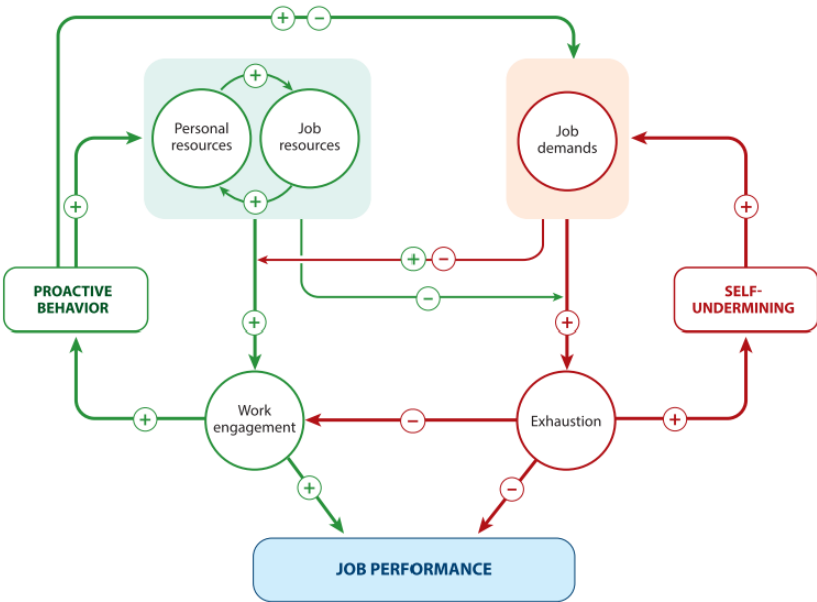 + −
+
Personal
resources
Job
resources
+
Job
demands
+
+
PROACTIVE
BEHAVIOR
+ −
−
SELF-
UNDERMINING
+
+
+
Work
engagement
−
Exhaustion
+
+
−
JOB PERFORMANCE